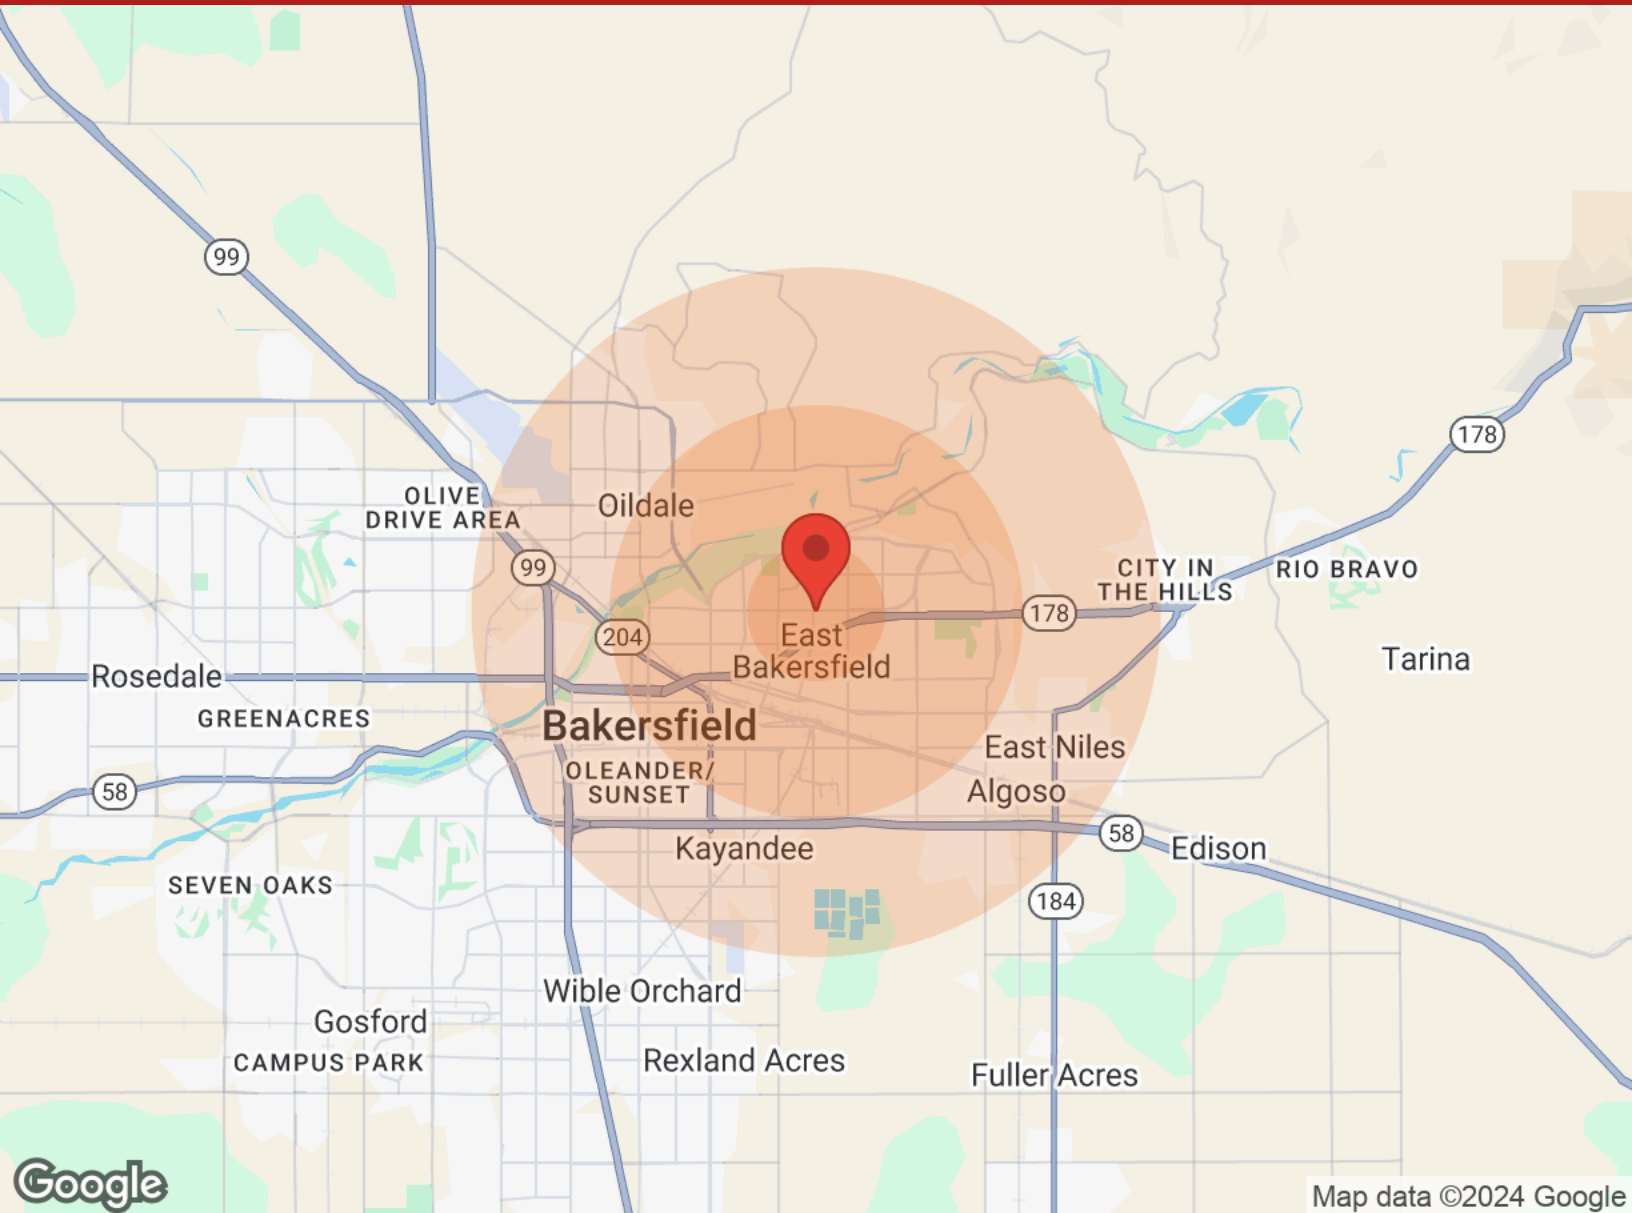 99
178
OLIVE
DRIVE AREA
Oildale
99
CITY IN
THE HILLS
RIO BRAVO
178
204
East
Bakersfield
Tarina
Rosedale
GREENACRES
Bakersfield
East Niles
OLEANDER/
SUNSET
Algoso
58
58
Kayandee
Edison
SEVEN OAKS
184
Wible Orchard
Gosford
CAMPUS PARK
Rexland Acres
Fuller Acres
Google
Map data ©2024 Google